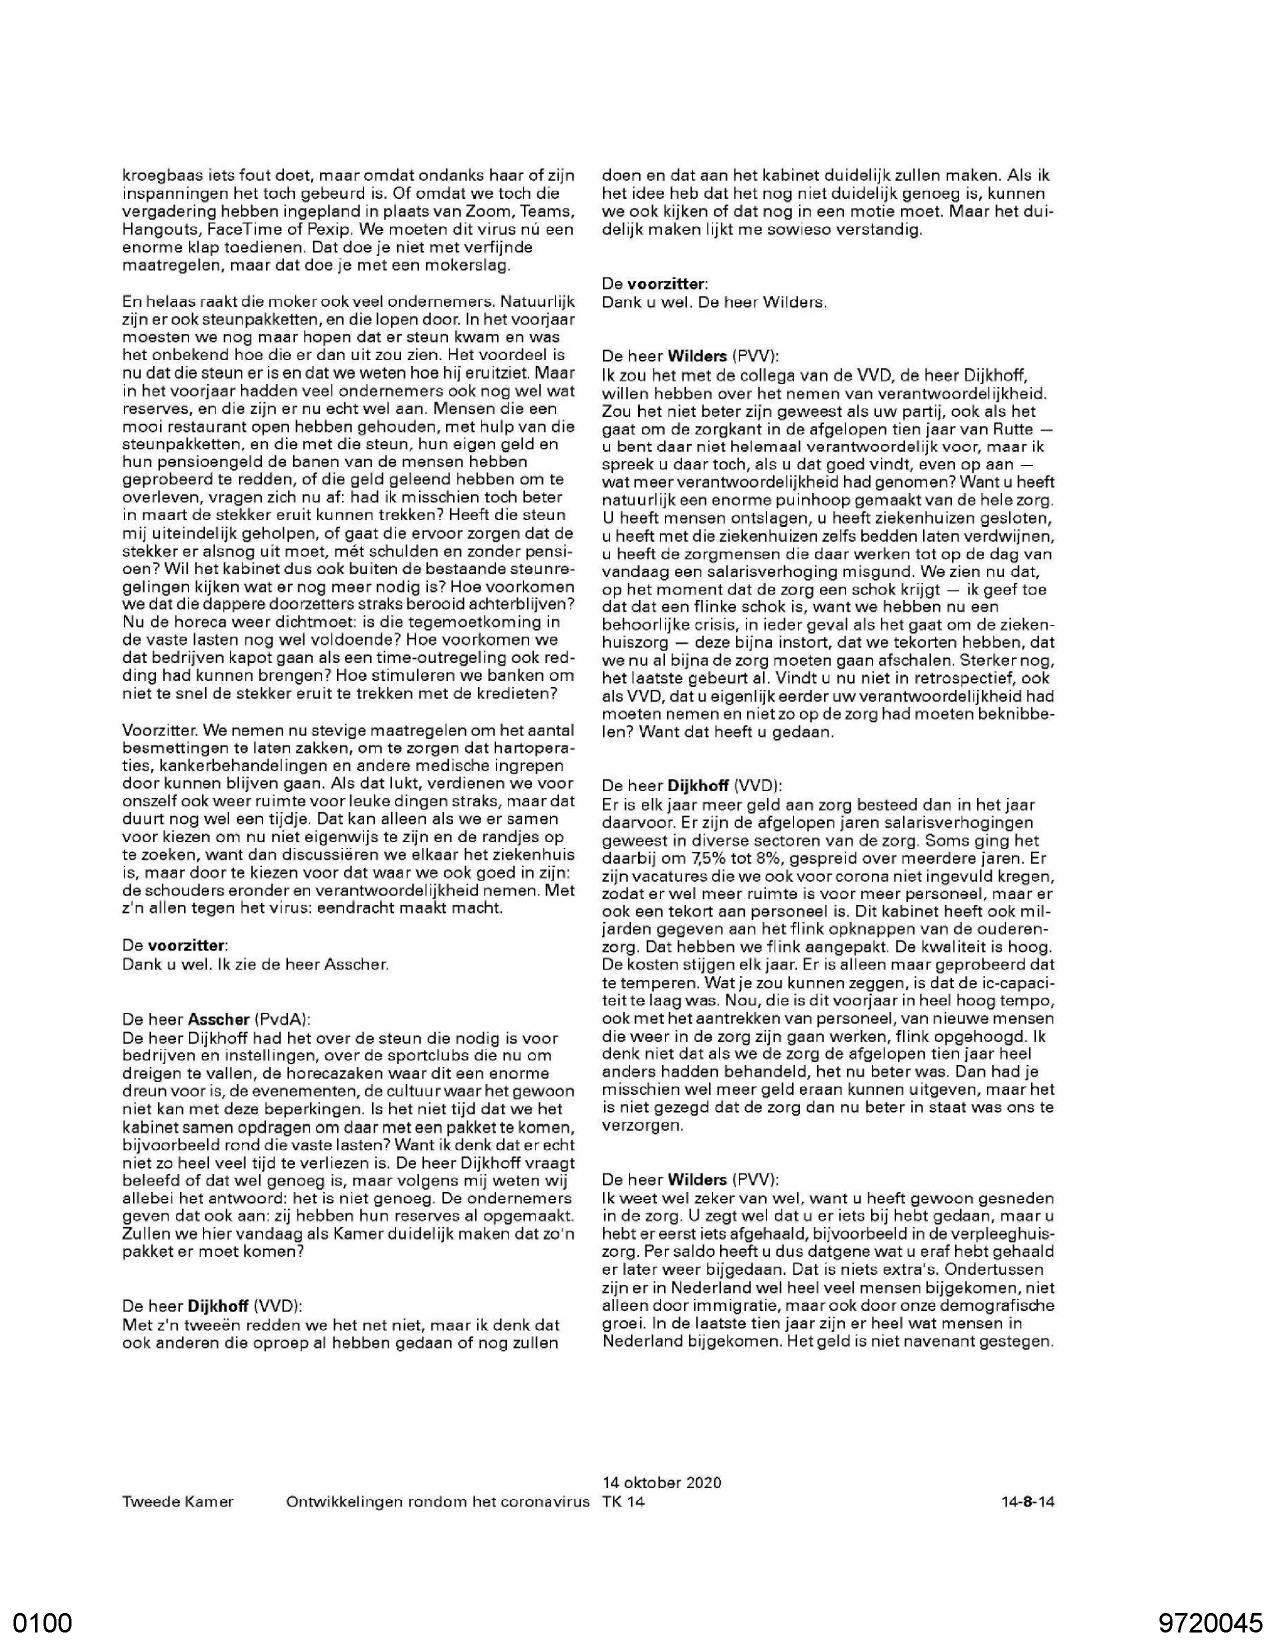 kroegbaas iets fout doet, maar omdat ondanks haar of zijn
inspanningen het toch gebeurd is. Of omdat we toch die
vergadering hebben ingepland in plaats van Zoom, Teams,
Hangouts, FaceTime of Pexip. We moeten dit virus nú een
enorme klap toedienen. Dat doe je niet met verfijnde
maatregelen, maar dat doe je met een mokerslag.
En helaas raakt die moker ook veel ondernemers. Natuurlijk
zijn er ook steunpakketten, en die lopen door. In het voorjaar
moesten we nog maar hopen dat er steun kwam en was
het onbekend hoe die er dan uit zou zien. Het voordeel is
nu dat die steun er is en dat we weten hoe hij eruitziet. Maar
in het voorjaar hadden veel ondernemers ook nog wel wat
reserves, en die zijn er nu echt wel aan. Mensen die een
mooi restaurant open hebben gehouden, met hulp van die
steunpakketten, en die met die steun, hun eigen geld en
hun pensioengeld de banen van de mensen hebben
geprobeerd te redden, of die geld geleend hebben om te
overleven, vragen zich nu af: had ik misschien toch beter
in maart de stekker eruit kunnen trekken? Heeft die steun
mij uiteindelijk geholpen, of gaat die ervoor zorgen dat de
stekker er alsnog uit moet, mét schulden en zonder pensi-
oen? Wil het kabinet dus ook buiten de bestaande steunre-
gelingen kijken wat er nog meer nodig is? Hoe voorkomen
we dat die dappere doorzetters straks berooid achterblijven?
Nu de horeca weer dichtmoet: is die tegemoetkoming in
de vaste lasten nog wel voldoende? Hoe voorkomen we
dat bedrijven kapot gaan als een time-outregeling ook red-
ding had kunnen brengen? Hoe stimuleren we banken om
niet te snel de stekker eruit te trekken met de kredieten?
Voorzitter. We nemen nu stevige maatregelen om het aantal
besmettingen te laten zakken, om te zorgen dat hartopera-
ties, kankerbehandelingen en andere medische ingrepen
door kunnen blijven gaan. Als dat lukt, verdienen we voor
onszelf ook weer ruimte voor leuke dingen straks, maar dat
duurt nog wel een tijdje. Dat kan alleen als we er samen
voor kiezen om nu niet eigenwijs te zijn en de randjes op
te zoeken, want dan discussiëren we elkaar het ziekenhuis
is, maar door te kiezen voor dat waar we ook goed in zijn:
de schouders eronder en verantwoordelijkheid nemen. Met
z'n allen tegen het virus: eendracht maakt macht.
De voorzitter:
Dank u wel. Ik zie de heer Asscher.
De heer Asscher (PvdA):
De heer Dijkhoff had het over de steun die nodig is voor
bedrijven en instellingen, over de sportclubs die nu om
dreigen te vallen, de horecazaken waar dit een enorme
dreun voor is, de evenementen, de cultuur waar het gewoon
niet kan met deze beperkingen. Is het niet tijd dat we het
kabinet samen opdragen om daar met een pakket te komen,
bijvoorbeeld rond die vaste lasten? Want ik denk dat er echt
niet zo heel veel tijd te verliezen is. De heer Dijkhoff vraagt
beleefd of dat wel genoeg is, maar volgens mij weten wij
allebei het antwoord: het is niet genoeg. De ondernemers
geven dat ook aan: zij hebben hun reserves al opgemaakt.
Zullen we hier vandaag als Kamer duidelijk maken dat zo'n
pakket er moet komen?
De heer Dijkhoff (VVD):
Met z'n tweeën redden we het net niet, maar ik denk dat
ook anderen die oproep al hebben gedaan of nog zullen
doen en dat aan het kabinet duidelijk zullen maken. Als ik
het idee heb dat het nog niet duidelijk genoeg is, kunnen
we ook kijken of dat nog in een motie moet. Maar het dui-
delijk maken lijkt me sowieso verstandig.
De voorzitter:
Dank u wel. De heer Wilders.
De heer Wilders (PVV):
Ik zou het met de collega van de VVD, de heer Dijkhoff,
willen hebben over het nemen van verantwoordelijkheid.
Zou het niet beter zijn geweest als uw partij, ook als het
gaat om de zorgkant in de afgelopen tien jaar van Rutte —
u bent daar niet helemaal verantwoordelijk voor, maar ik
spreek u daar toch, als u dat goed vindt, even op aan —
wat meer verantwoordelijkheid had genomen? Want u heeft
natuurlijk een enorme puinhoop gemaakt van de hele zorg.
U heeft mensen ontslagen, u heeft ziekenhuizen gesloten,
u heeft met die ziekenhuizen zelfs bedden laten verdwijnen,
u heeft de zorgmensen die daar werken tot op de dag van
vandaag een salarisverhoging misgund. We zien nu dat,
op het moment dat de zorg een schok krijgt — ik geef toe
dat dat een flinke schok is, want we hebben nu een
behoorlijke crisis, in ieder geval als het gaat om de zieken-
huiszorg — deze bijna instort, dat we tekorten hebben, dat
we nu al bijna de zorg moeten gaan afschalen. Sterker nog,
het laatste gebeurt al. Vindt u nu niet in retrospectief, ook
als VVD, dat u eigenlijk eerder uw verantwoordelijkheid had
moeten nemen en niet zo op de zorg had moeten beknibbe-
len? Want dat heeft u gedaan.
De heer Dijkhoff (VVD):
Er is elk jaar meer geld aan zorg besteed dan in het jaar
daarvoor. Er zijn de afgelopen jaren salarisverhogingen
geweest in diverse sectoren van de zorg. Soms ging het
daarbij om 7,5% tot 8%, gespreid over meerdere jaren. Er
zijn vacatures die we ook voor corona niet ingevuld kregen,
zodat er wel meer ruimte is voor meer personeel, maar er
ook een tekort aan personeel is. Dit kabinet heeft ook mil-
jarden gegeven aan het flink opknappen van de ouderen-
zorg. Dat hebben we flink aangepakt. De kwaliteit is hoog.
De kosten stijgen elk jaar. Er is alleen maar geprobeerd dat
te temperen. Wat je zou kunnen zeggen, is dat de ic-capaci-
teit te laag was. Nou, die is dit voorjaar in heel hoog tempo,
ook met het aantrekken van personeel, van nieuwe mensen
die weer in de zorg zijn gaan werken, flink opgehoogd. Ik
denk niet dat als we de zorg de afgelopen tien jaar heel
anders hadden behandeld, het nu beter was. Dan had je
misschien wel meer geld eraan kunnen uitgeven, maar het
is niet gezegd dat de zorg dan nu beter in staat was ons te
verzorgen.
De heer Wilders (PVV):
Ik weet wel zeker van wel, want u heeft gewoon gesneden
in de zorg. U zegt wel dat u er iets bij hebt gedaan, maar u
hebt er eerst iets afgehaald, bijvoorbeeld in de verpleeghuis-
zorg. Per saldo heeft u dus datgene wat u eraf hebt gehaald
er later weer bijgedaan. Dat is niets extra's. Ondertussen
zijn er in Nederland wel heel veel mensen bijgekomen, niet
alleen door immigratie, maar ook door onze demografische
groei. In de laatste tien jaar zijn er heel wat mensen in
Nederland bijgekomen. Het geld is niet navenant gestegen.
14 oktober 2020
Tweede Kamer Ontwikkelingen rondom het coronavirus TK 14 14-8-14
0100 9720045